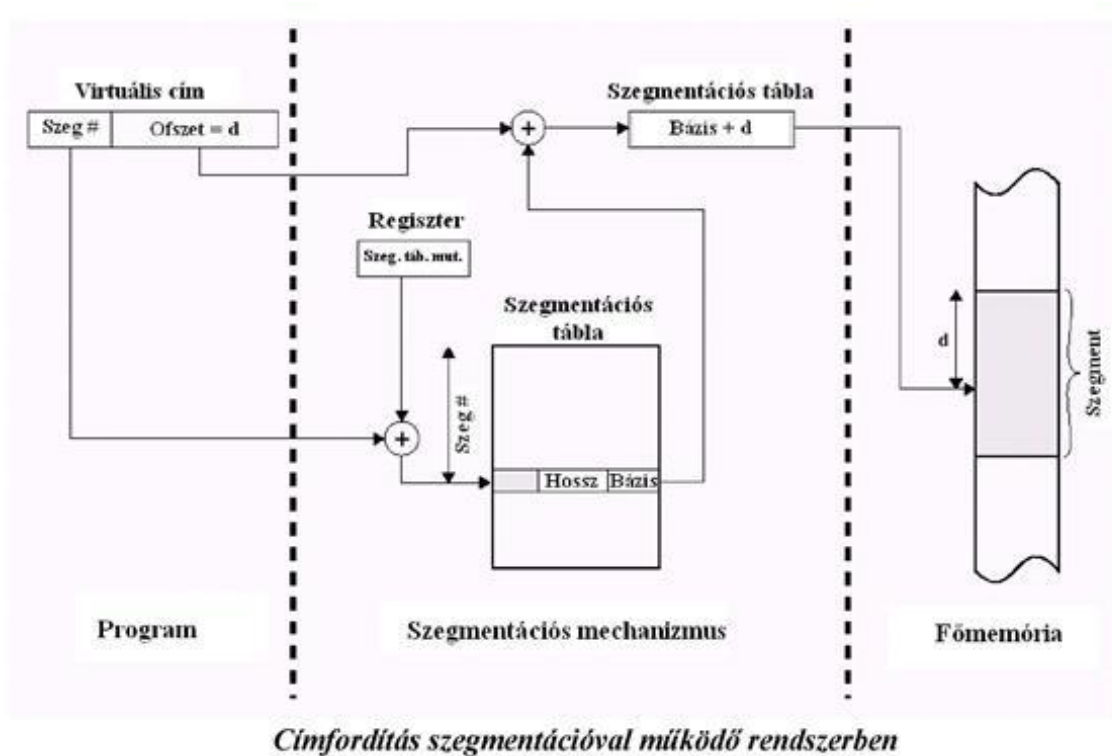 Virtuális cím
Szeg #
Ofszet = d
Szegmentációs tábla
Bázis + d
+
Regiszter
Szeg. táb. mut.
Szegmentációs
tábla
Szeg #
+
Hossz
Bázis
d
Szegment
Program
Szegmentációs mechanizmus
Főmemória
Címfordítás szegmentációval működő rendszerben